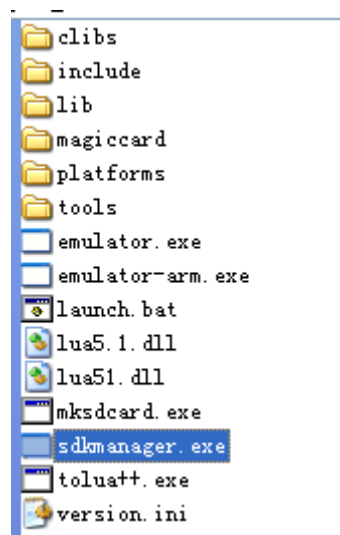 clibs
include
lib
magiccard
platforms
tools
emulator.exe
emulator-arm.exe
launch.bat
lua5.1.dll
lua51.dll
mksdcard.exe
sdkmanager.exe
tolua++.exe
version.ini